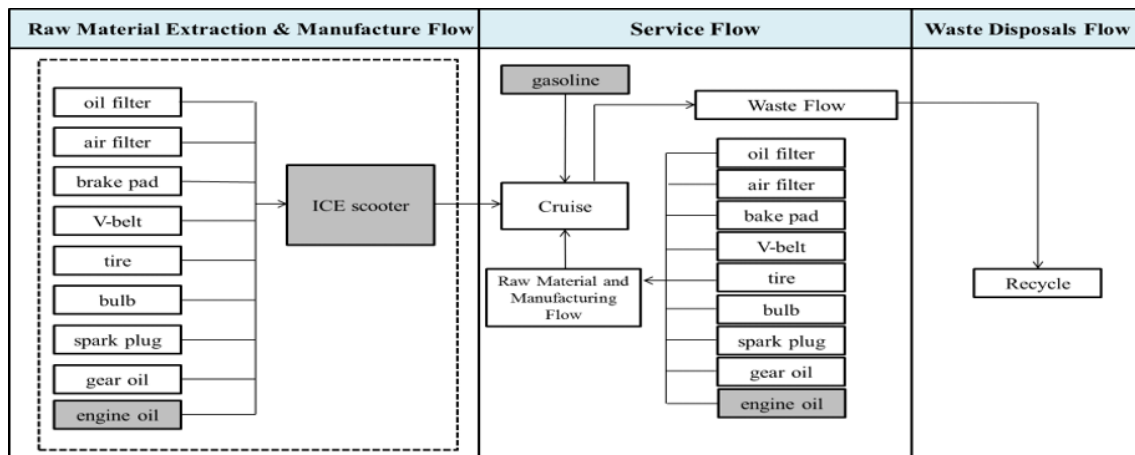 Raw Material Extraction & Manufacture Flow
Service Flow
Waste Disposals Flow
oil filter
air filter
brake pad
V-belt
tire
bulb
spark plug
gear oil
engine oil
ICE scooter
gasoline
Cruise
Raw Material and
Manufacturing
Flow
Waste Flow
oil filter
air filter
bake pad
V-belt
tire
bulb
spark plug
gear oil
engine oil
Recycle